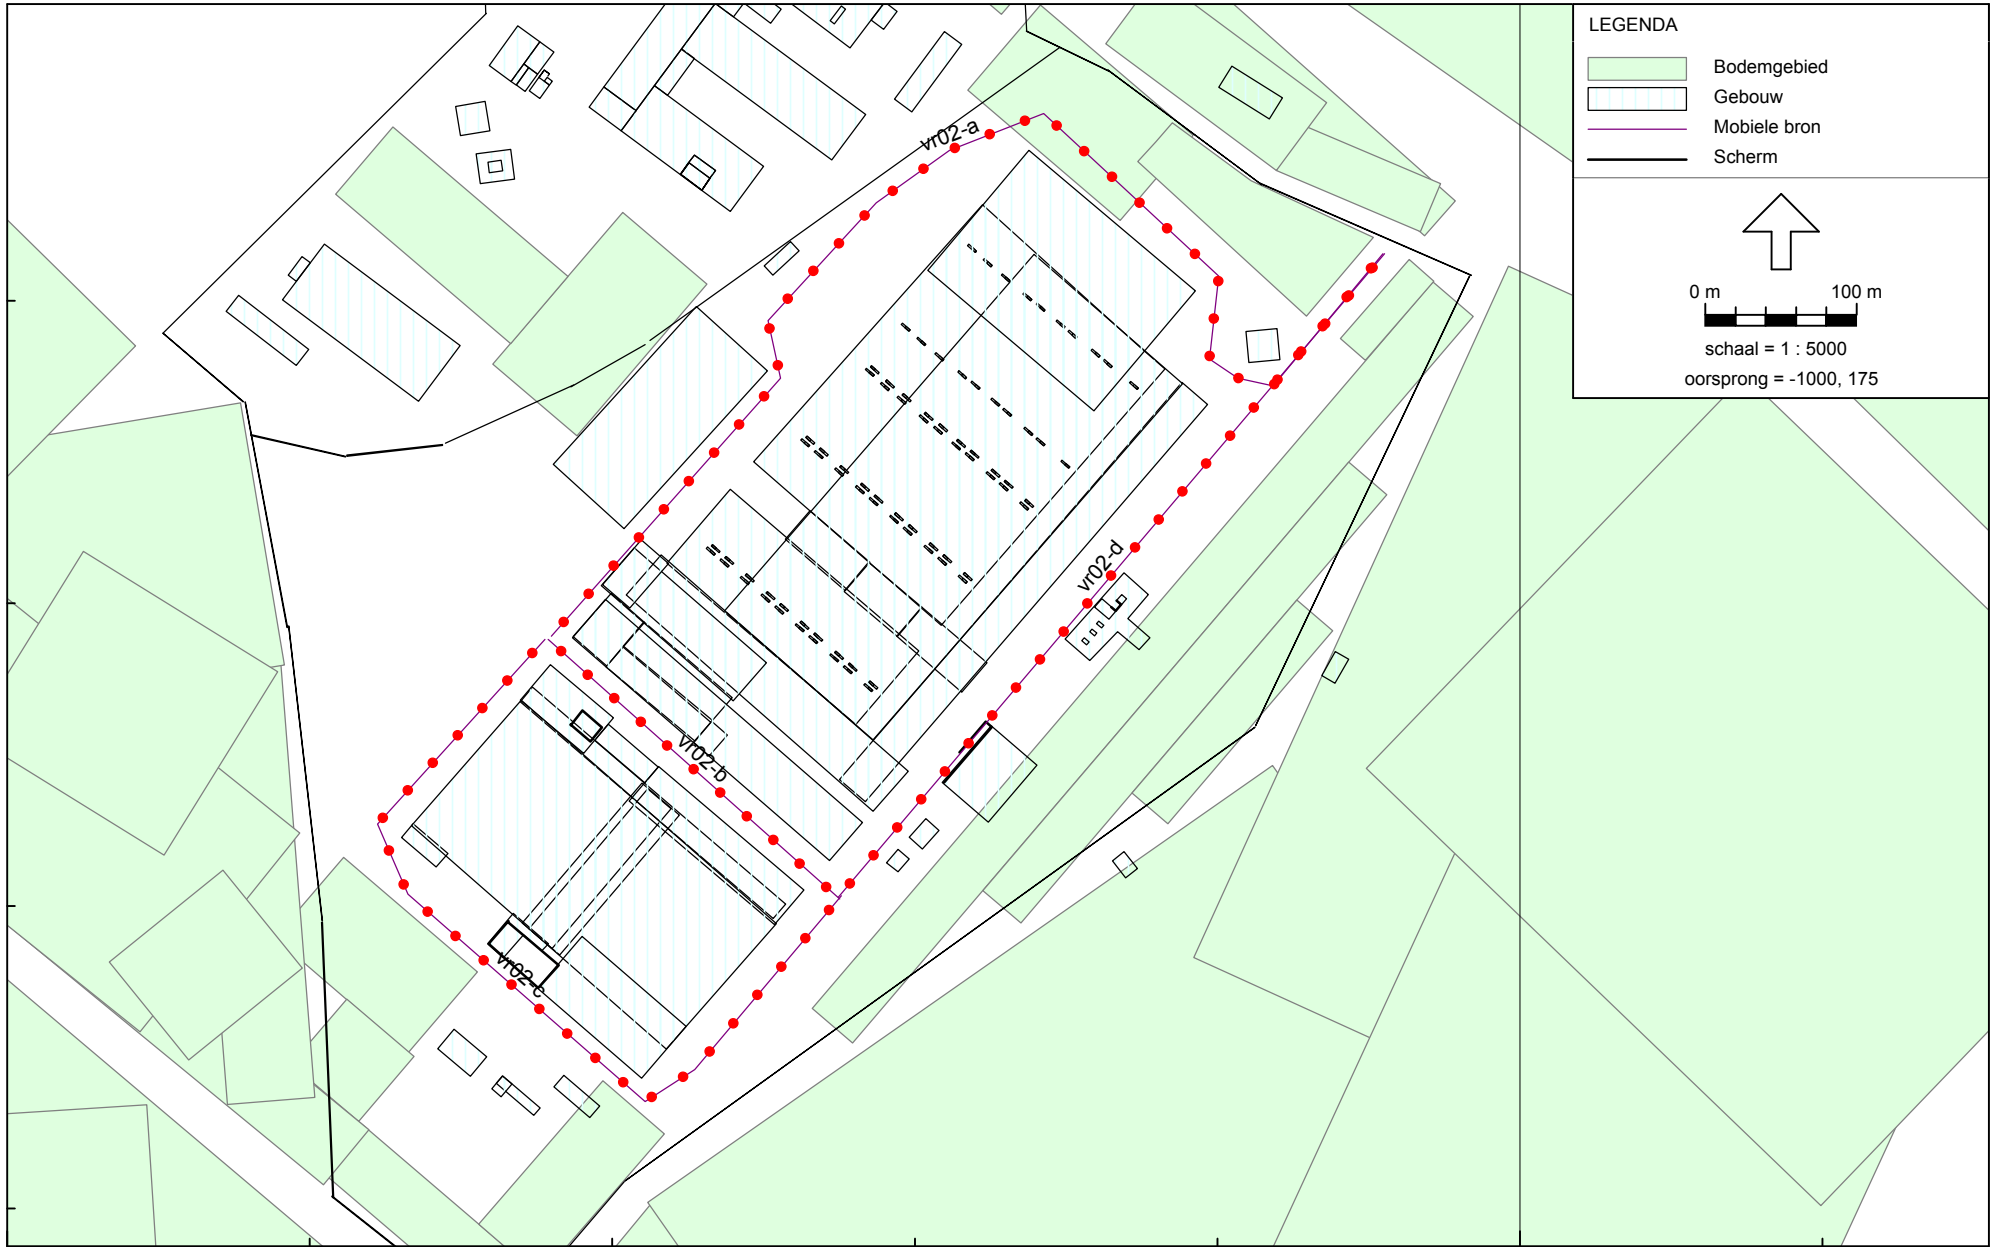 LEGENDA
Bodemgebied
Gebouw
Mobiele bron
Scherm
0 m 100 m
schaal = 1 : 5000
oorsprong = -1000, 175
vr02-a
vr02-d
vr02-b
vr02-c